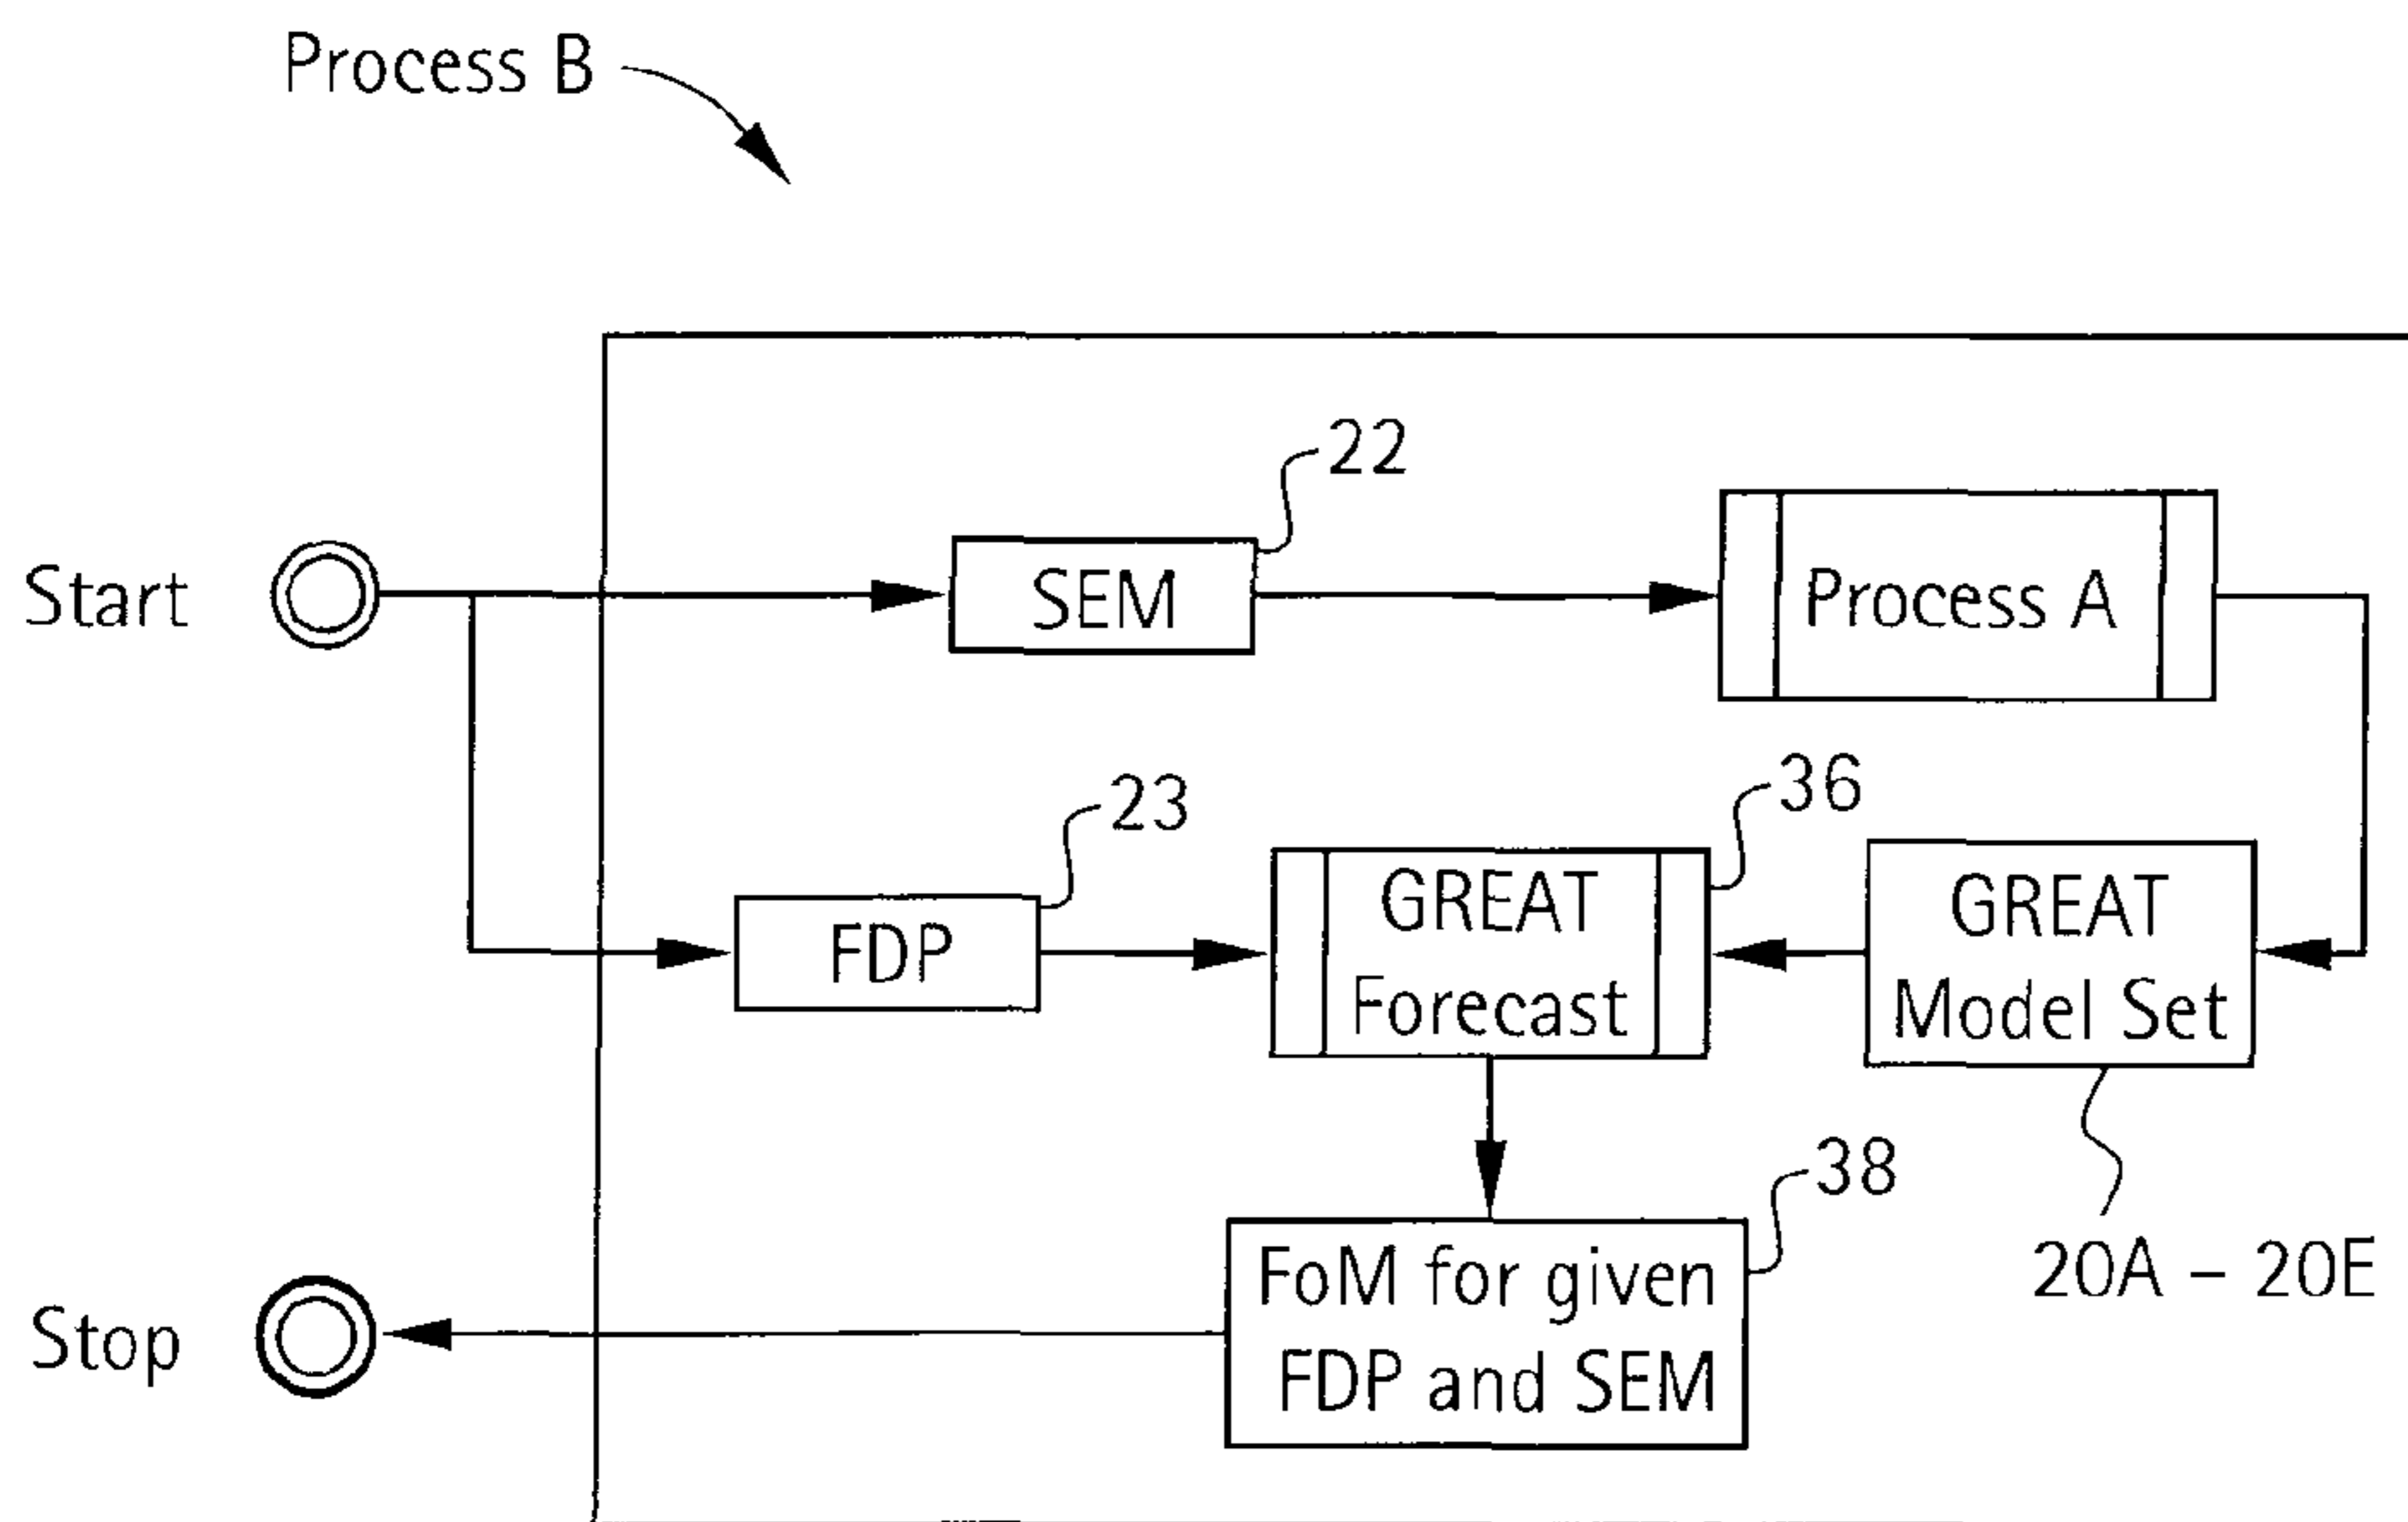 Process B
22
Start
SEM
Process A
23
36
FDP
GREAT
Forecast
GREAT
Model Set
38
20A – 20E
Stop
FoM for given
FDP and SEM